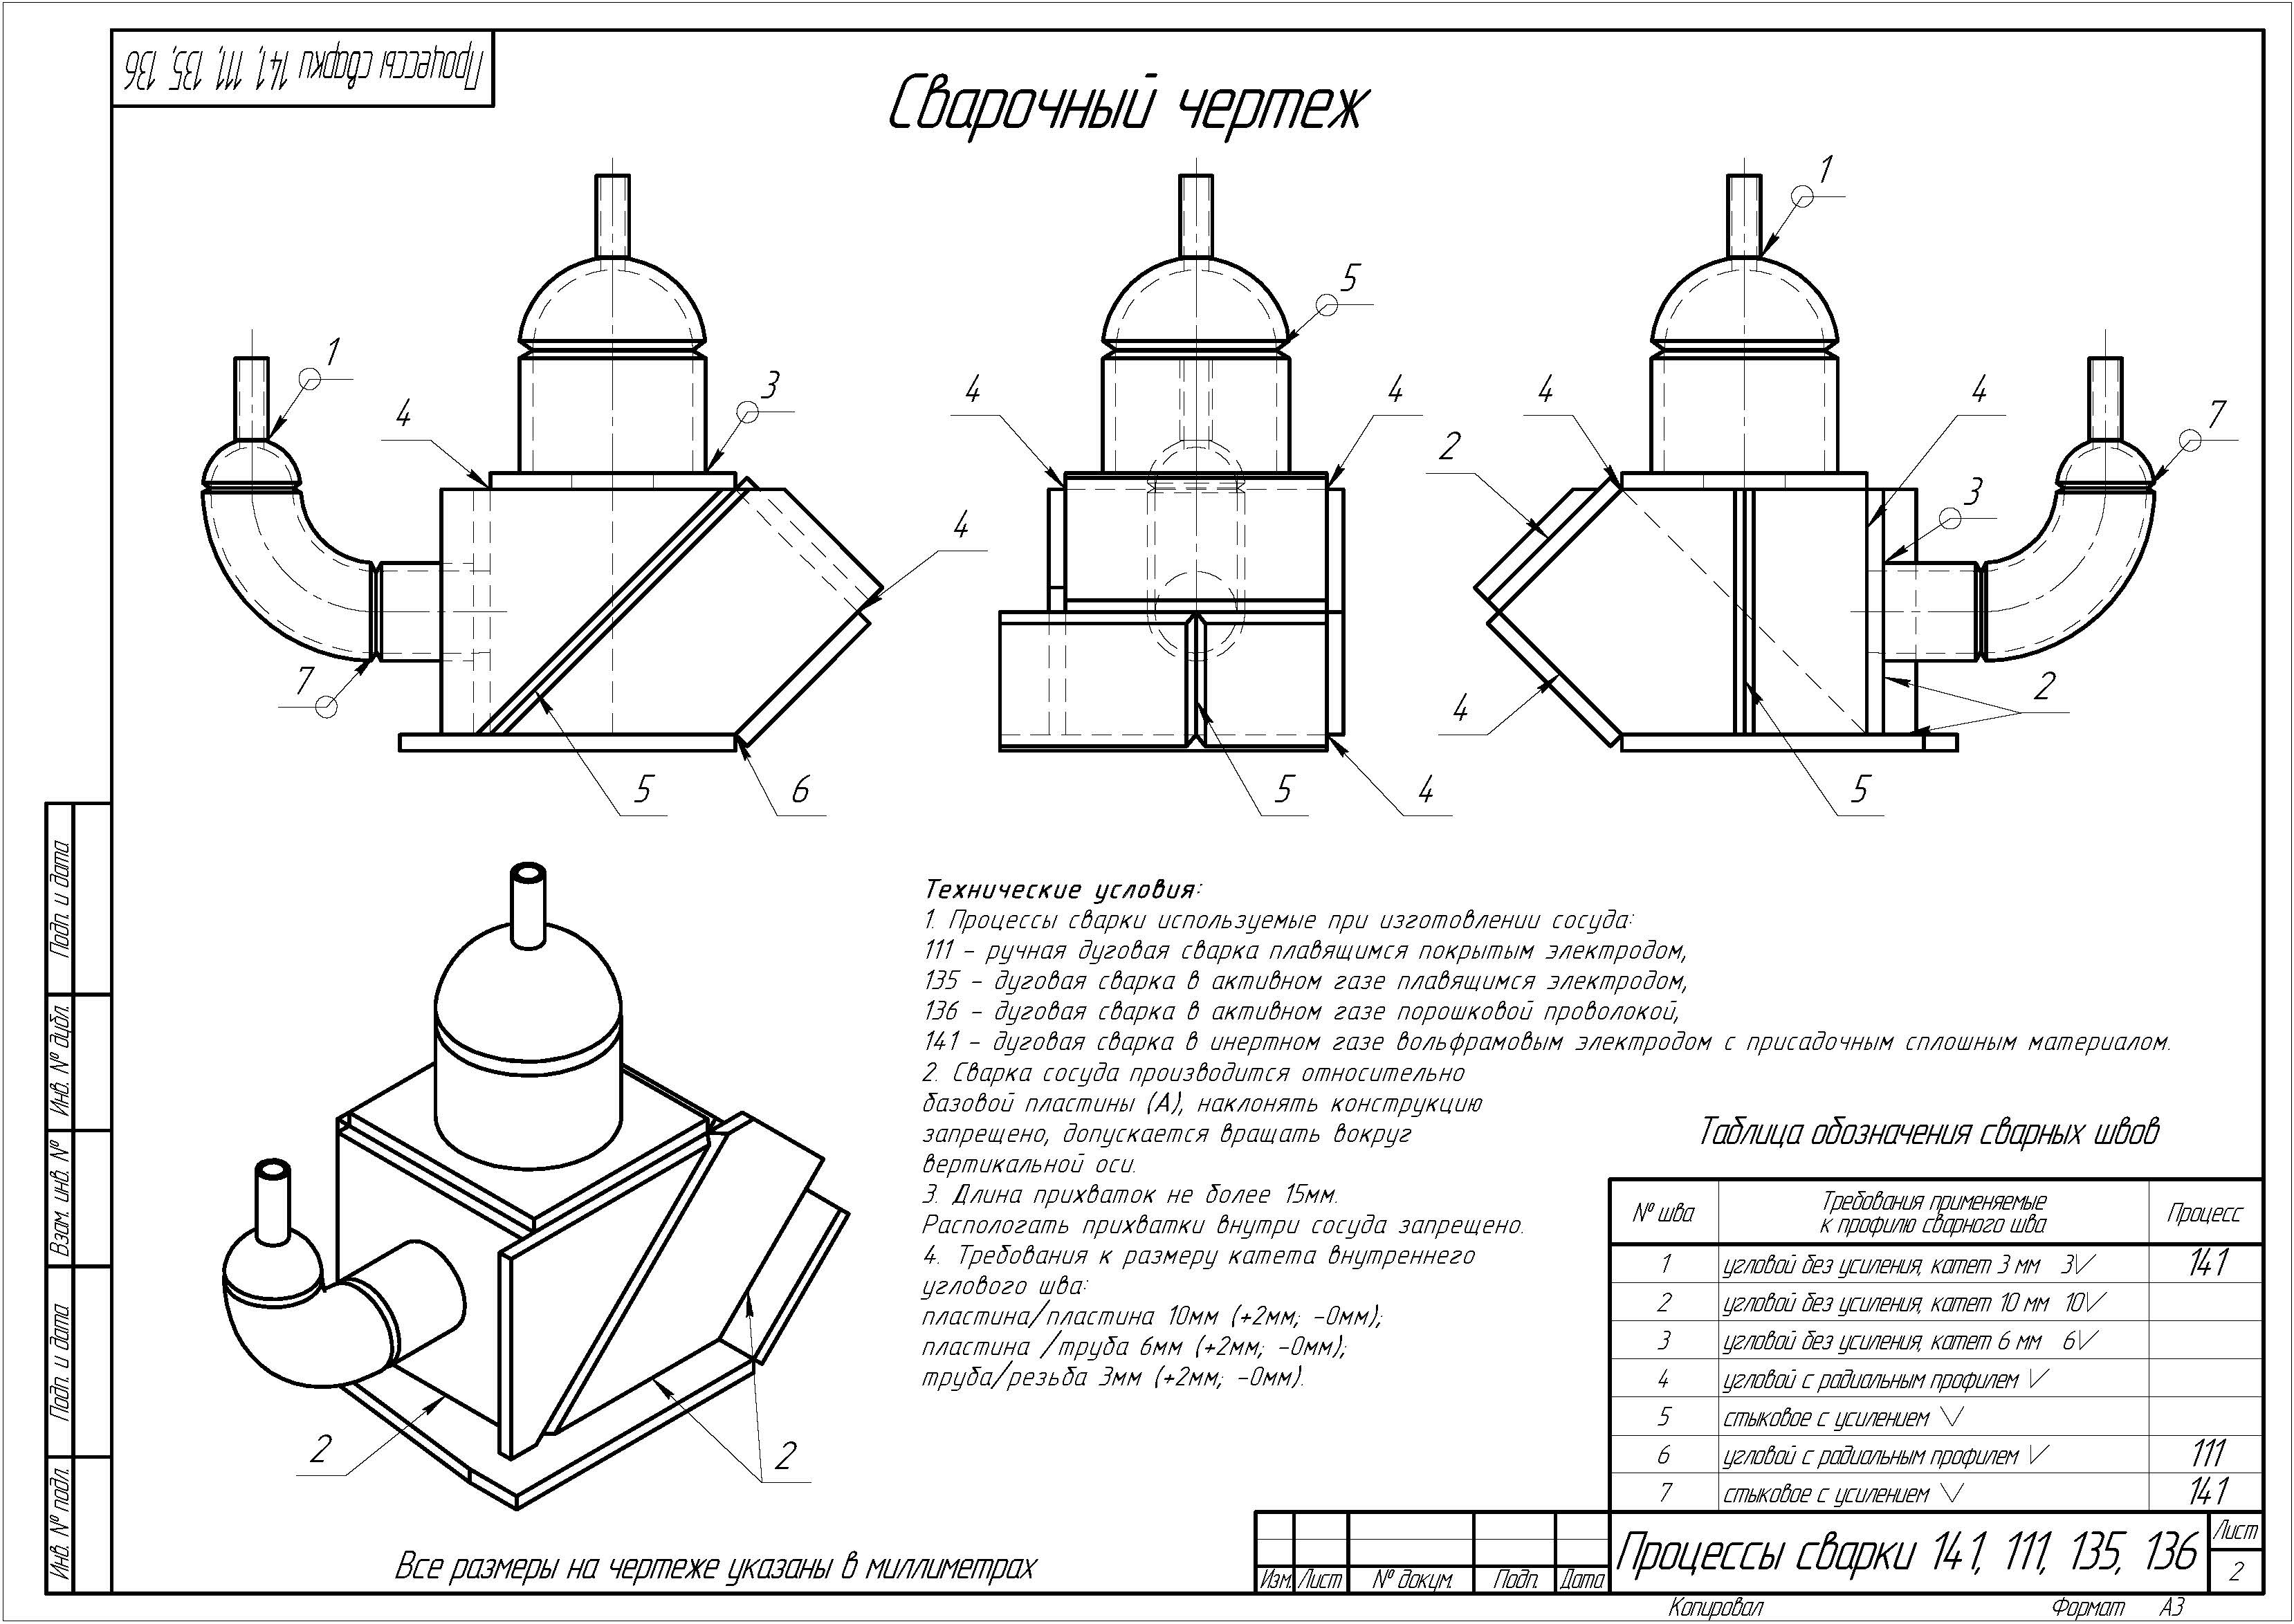 Процессы сварки 141, 111, 135, 136
Сварочный чертеж
1
4
3
4
7
5
6
5
4
4
5
4
1
4
2
4
7
3
4
2
5
2
2
Технические условия:
1. Процессы сварки используемые при изготовлении сосуда:
111 – ручная дуговая сварка плавящимся покрытым электродом,
135 – дуговая сварка в активном газе плавящимся электродом,
136 – дуговая сварка в активном газе порошковой проволокой,
141 – дуговая сварка в инертном газе вольфрамовым электродом с присадочным сплошным материалом.
2. Сварка сосуда производится относительно
базовой пластины (А), наклонять конструкцию
запрещено, допускается вращать вокруг
вертикальной оси.
3. Длина прихваток не более 15мм.
Распологать прихватки внутри сосуда запрещено.
4. Требования к размеру катета внутреннего
углового шва:
пластина/пластина 10мм (+2мм; –0мм);
пластина /труба 6мм (+2мм; –0мм);
труба/резьба 3мм (+2мм; –0мм).
Все размеры на чертеже указаны в миллиметрах
Таблица обозначения сварных швов
№ шва Требования применяемые к профилю сварного шва Процесс
1 угловой без усиления, катет 3 мм 3 141
2 угловой без усиления, катет 10 мм 10
3 угловой без усиления, катет 6 мм 6
4 угловой с радиальным профилем
5 стыковое с усилением
6 угловой с радиальным профилем 111
7 стыковое с усилением 141
Процессы сварки 141, 111, 135, 136
Лист
2
Изм. Лист № докум. Подп. Дата
Копировал Формат А3
Подп. и дата
Инв. № дубл.
Взам. инв. №
Подп. и дата
Инв. № подл.